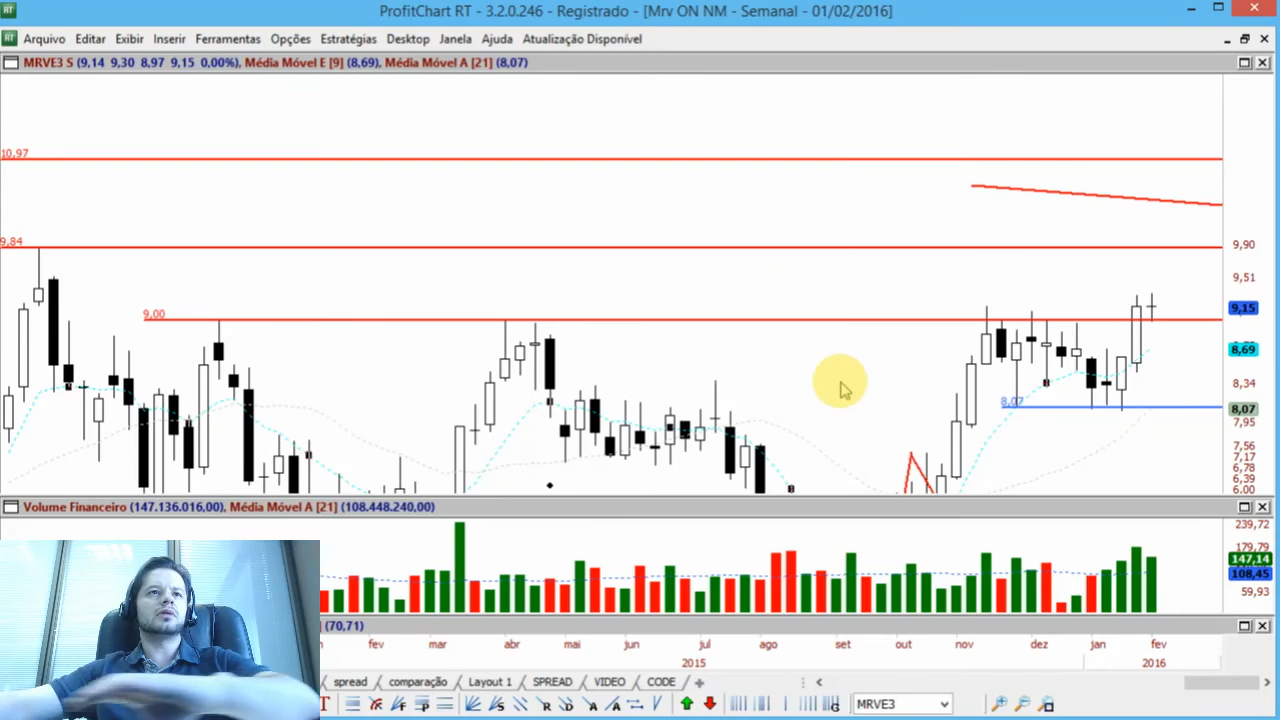 RT
ProfitChart RT - 3.2.0.246 - Registrado - [Mrv ON NM - Semanal - 01/02/2016]
RT Arquivo Editar Exibir Inserir Ferramentas Opções Estratégias Desktop Janela Ajuda Atualização Disponível
MRVE3 S (9,14 9,30 8,97 9,15 0,00%), Média Móvel E [9] (8,69), Média Móvel A [21] (8,07)
10,97
9,84
9,90
9,51
9,15
9,00
8,69
8,34
8,07
8,07
7,95
7,56
7,17
6,78
6,39
6.00
Volume Financeiro (147.136.016,00), Média Móvel A [21] (108.448.240,00)
239,72
179,79
147,14
108,45
59,93
(70,71)
fev mar abr mai jun jul ago set out nov dez jan fev
2015 2016
spread comparação Layout 1 SPREAD VIDEO CODE
MRVE3